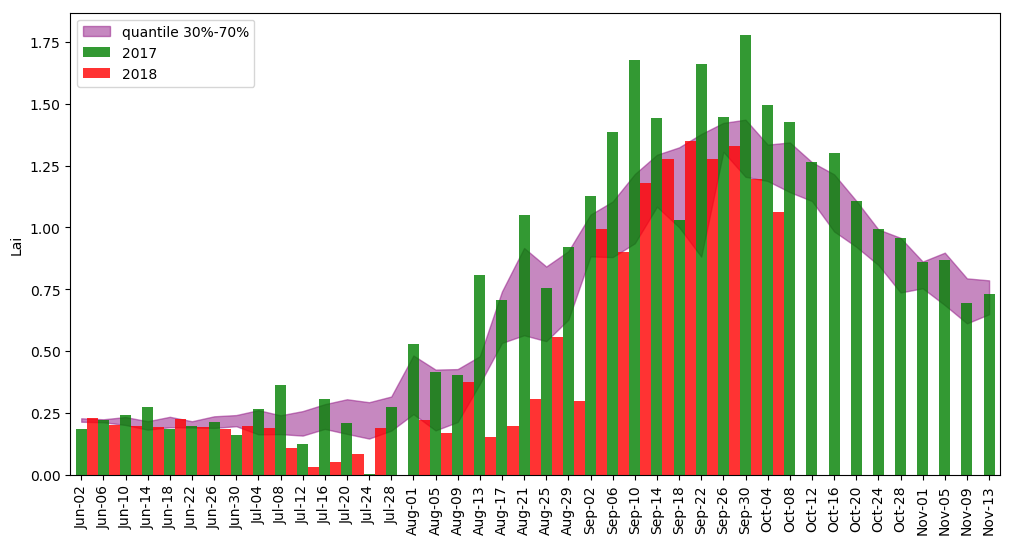 quantile 30%-70%
2017
2018
Lai
1.75
1.50
1.25
1.00
0.75
0.50
0.25
0.00
Jun-02
Jun-06
Jun-10
Jun-14
Jun-18
Jun-22
Jun-26
Jun-30
Jul-04
Jul-08
Jul-12
Jul-16
Jul-20
Jul-24
Jul-28
Aug-01
Aug-05
Aug-09
Aug-13
Aug-17
Aug-21
Aug-25
Aug-29
Sep-02
Sep-06
Sep-10
Sep-14
Sep-18
Sep-22
Sep-26
Sep-30
Oct-04
Oct-08
Oct-12
Oct-16
Oct-20
Oct-24
Oct-28
Nov-01
Nov-05
Nov-09
Nov-13